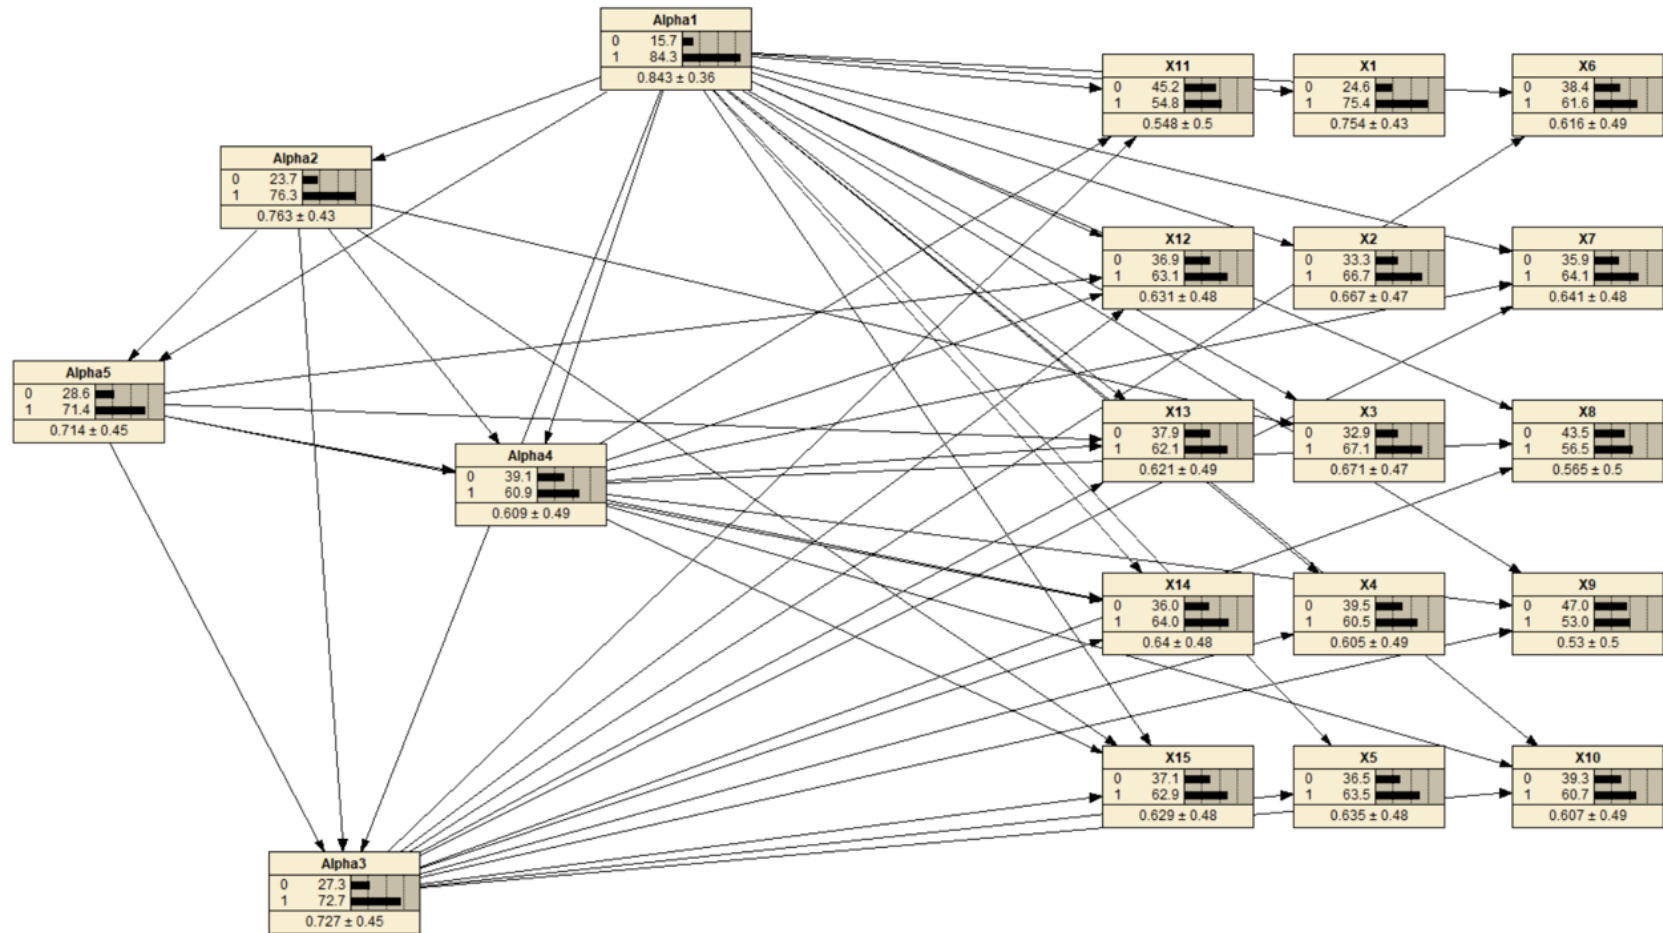 Alpha1
0 15.7
1 84.3
0.843 ± 0.36
X11
0 45.2
1 54.8
0.548 ± 0.5
X1
0 24.6
1 75.4
0.754 ± 0.43
X6
0 38.4
1 61.6
0.616 ± 0.49
Alpha2
0 23.7
1 76.3
0.763 ± 0.43
X12
0 36.9
1 63.1
0.631 ± 0.48
X2
0 33.3
1 66.7
0.667 ± 0.47
X7
0 35.9
1 64.1
0.641 ± 0.48
Alpha5
0 28.6
1 71.4
0.714 ± 0.45
Alpha4
0 39.1
1 60.9
0.609 ± 0.49
X13
0 37.9
1 62.1
0.621 ± 0.49
X3
0 32.9
1 67.1
0.671 ± 0.47
X8
0 43.5
1 56.5
0.565 ± 0.5
X14
0 36.0
1 64.0
0.64 ± 0.48
X4
0 39.5
1 60.5
0.605 ± 0.49
X9
0 47.0
1 53.0
0.53 ± 0.5
X15
0 37.1
1 62.9
0.629 ± 0.48
X5
0 36.5
1 63.5
0.635 ± 0.48
X10
0 39.3
1 60.7
0.607 ± 0.49
Alpha3
0 27.3
1 72.7
0.727 ± 0.45